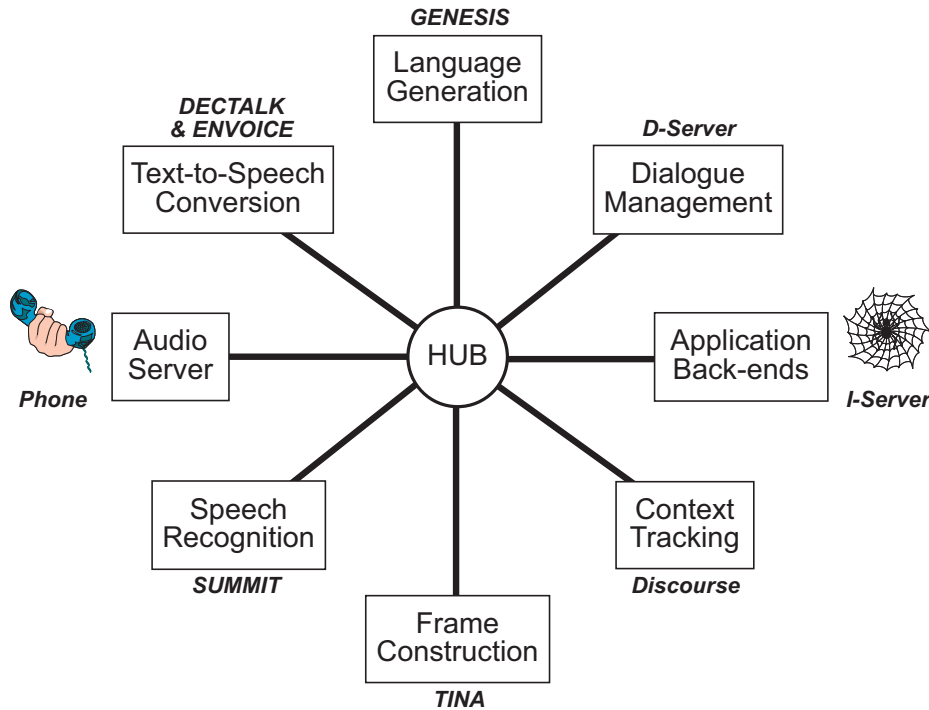 GENESIS
Language
Generation
DECTALK
& ENVOICE
Text-to-Speech
Conversion
D-Server
Dialogue
Management
Phone
Audio
Server
HUB
Application
Back-ends
I-Server
Speech
Recognition
SUMMIT
Context
Tracking
Discourse
Frame
Construction
TINA